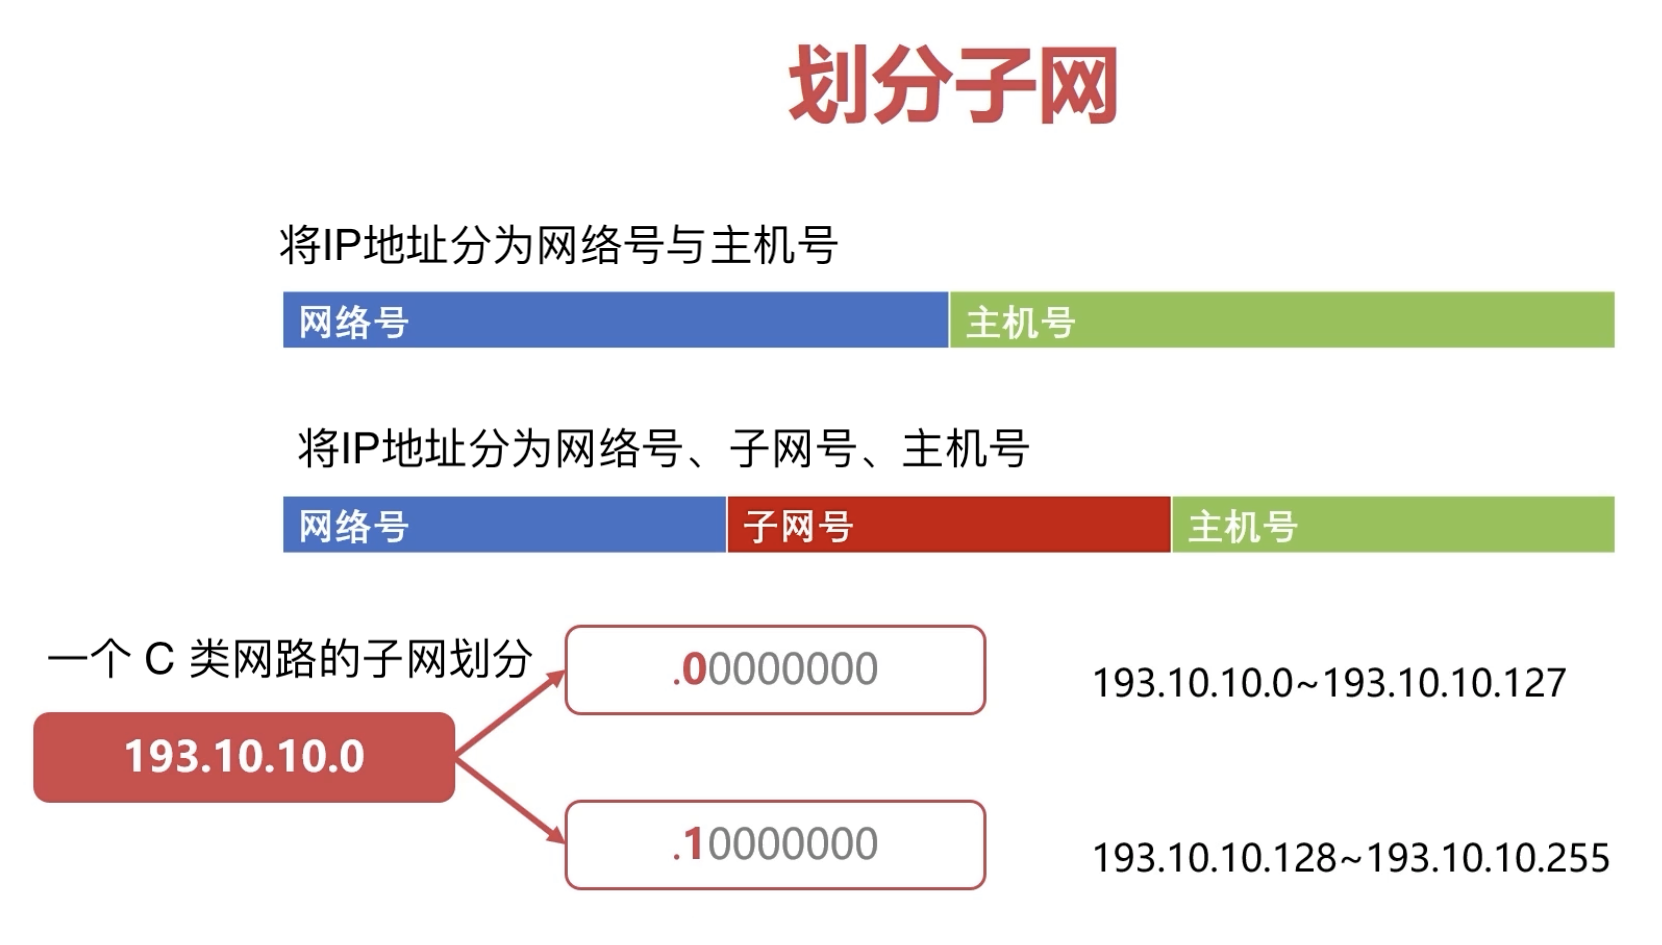 划分子网
将IP地址分为网络号与主机号
网络号 主机号
将IP地址分为网络号、子网号、主机号
网络号 子网号 主机号
一个 C 类网路的子网划分
.00000000
193.10.10.0~193.10.10.127
193.10.10.0
.10000000
193.10.10.128~193.10.10.255